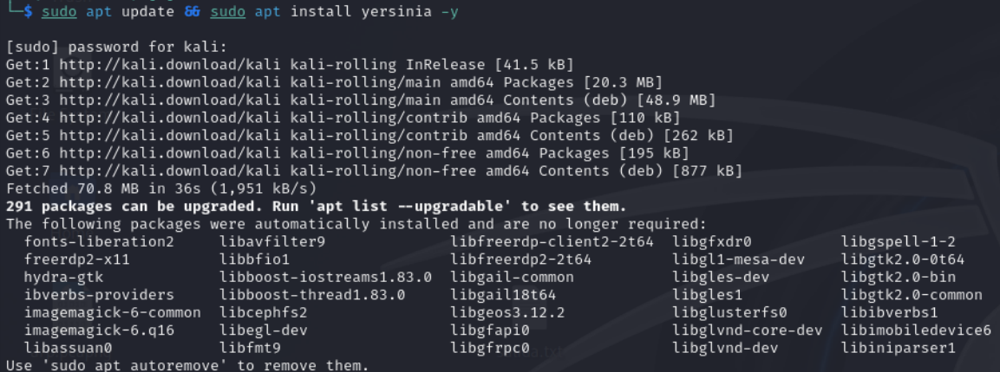 └─$ sudo apt update && sudo apt install yersinia -y
[sudo] password for kali:
Get:1 http://kali.download/kali kali-rolling InRelease [41.5 kB]
Get:2 http://kali.download/kali kali-rolling/main amd64 Packages [20.3 MB]
Get:3 http://kali.download/kali kali-rolling/main amd64 Contents (deb) [48.9 MB]
Get:4 http://kali.download/kali kali-rolling/contrib amd64 Packages [110 kB]
Get:5 http://kali.download/kali kali-rolling/contrib amd64 Contents (deb) [262 kB]
Get:6 http://kali.download/kali kali-rolling/non-free amd64 Packages [195 kB]
Get:7 http://kali.download/kali kali-rolling/non-free amd64 Contents (deb) [877 kB]
Fetched 70.8 MB in 36s (1,951 kB/s)
291 packages can be upgraded. Run 'apt list --upgradable' to see them.
The following packages were automatically installed and are no longer required:
fonts-liberation2 libavfilter9 libfreerdp-client2-2t64 libgfxdr0 libgspell-1-2
freerdp2-x11 libbfio1 libfreerdp2-2t64 libgl1-mesa-dev libgtk2.0-0t64
hydra-gtk libboost-iostreams1.83.0 libgail-common libgles-dev libgtk2.0-bin
ibverbs-providers libboost-thread1.83.0 libgail18t64 libgles1 libgtk2.0-common
imagemagick-6-common libcephfs2 libgeos3.12.2 libglusterfs0 libibverbs1
imagemagick-6.q16 libegl-dev libgfapi0 libglvnd-core-dev libimobiledevice6
libassuan0 libfmt9 libgfrpc0 libglvnd-dev libiniparser1
Use 'sudo apt autoremove' to remove them.